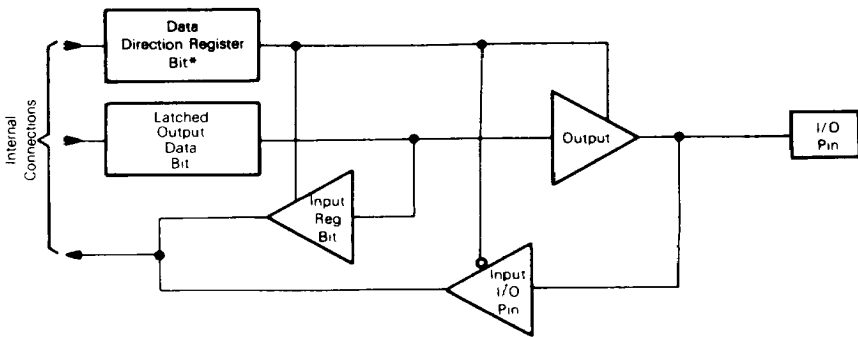 Data
Direction Register
Bit*
Latched
Output
Data
Bit
Internal
Connections
Output
I/O
Pin
Input
Reg
Bit
Input
I/O
Pin